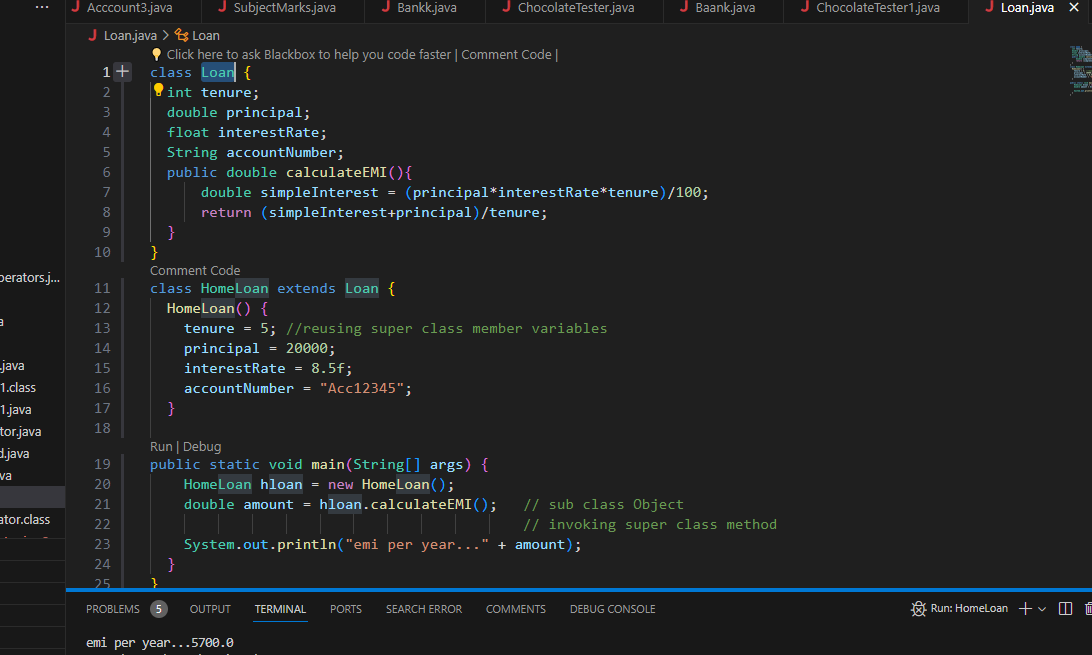 ... Acccount3.java SubjectMarks.java Bankk.java ChocolateTester.java Baank.java ChocolateTester1.java Loan.java
Loan.java > Loan
Click here to ask Blackbox to help you code faster | Comment Code |
1 class Loan {
2 int tenure;
3 double principal;
4 float interestRate;
5 String accountNumber;
6 public double calculateEMI(){
7 double simpleInterest = (principal*interestRate*tenure)/100;
8 return (simpleInterest+principal)/tenure;
9 }
10 }
Comment Code
11 class HomeLoan extends Loan {
12 HomeLoan() {
13 tenure = 5; //reusing super class member variables
14 principal = 20000;
15 interestRate = 8.5f;
16 accountNumber = "Acc12345";
17 }
18
Run | Debug
19 public static void main(String[] args) {
20 HomeLoan hloan = new HomeLoan();
21 double amount = hloan.calculateEMI(); // sub class Object
22 // invoking super class method
23 System.out.println("emi per year..." + amount);
24 }
25 }
perators.j...
a
.java
1.class
1.java
tor.java
d.java
va
ator.class
PROBLEMS 5 OUTPUT TERMINAL PORTS SEARCH ERROR COMMENTS DEBUG CONSOLE Run: HomeLoan
emi per year...5700.0